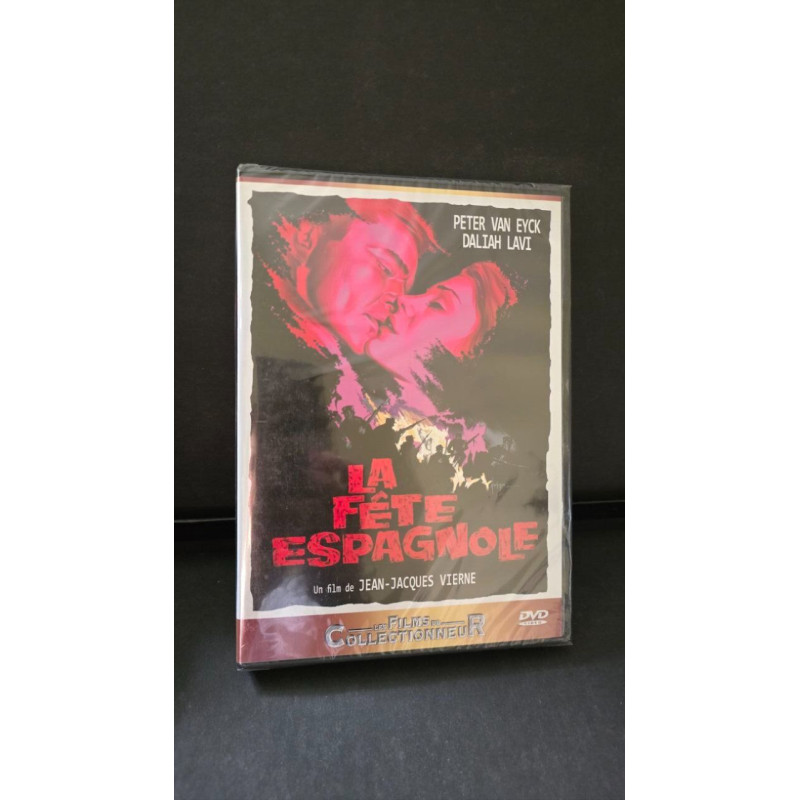 PETER VAN EYCK
DALIAH LAVI
LA
FÊTE
ESPAGNOLE
Un film de JEAN-JACQUES VIERNE
LES FILMS DU
COLLECTIONNEUR
DVD
VIDEO